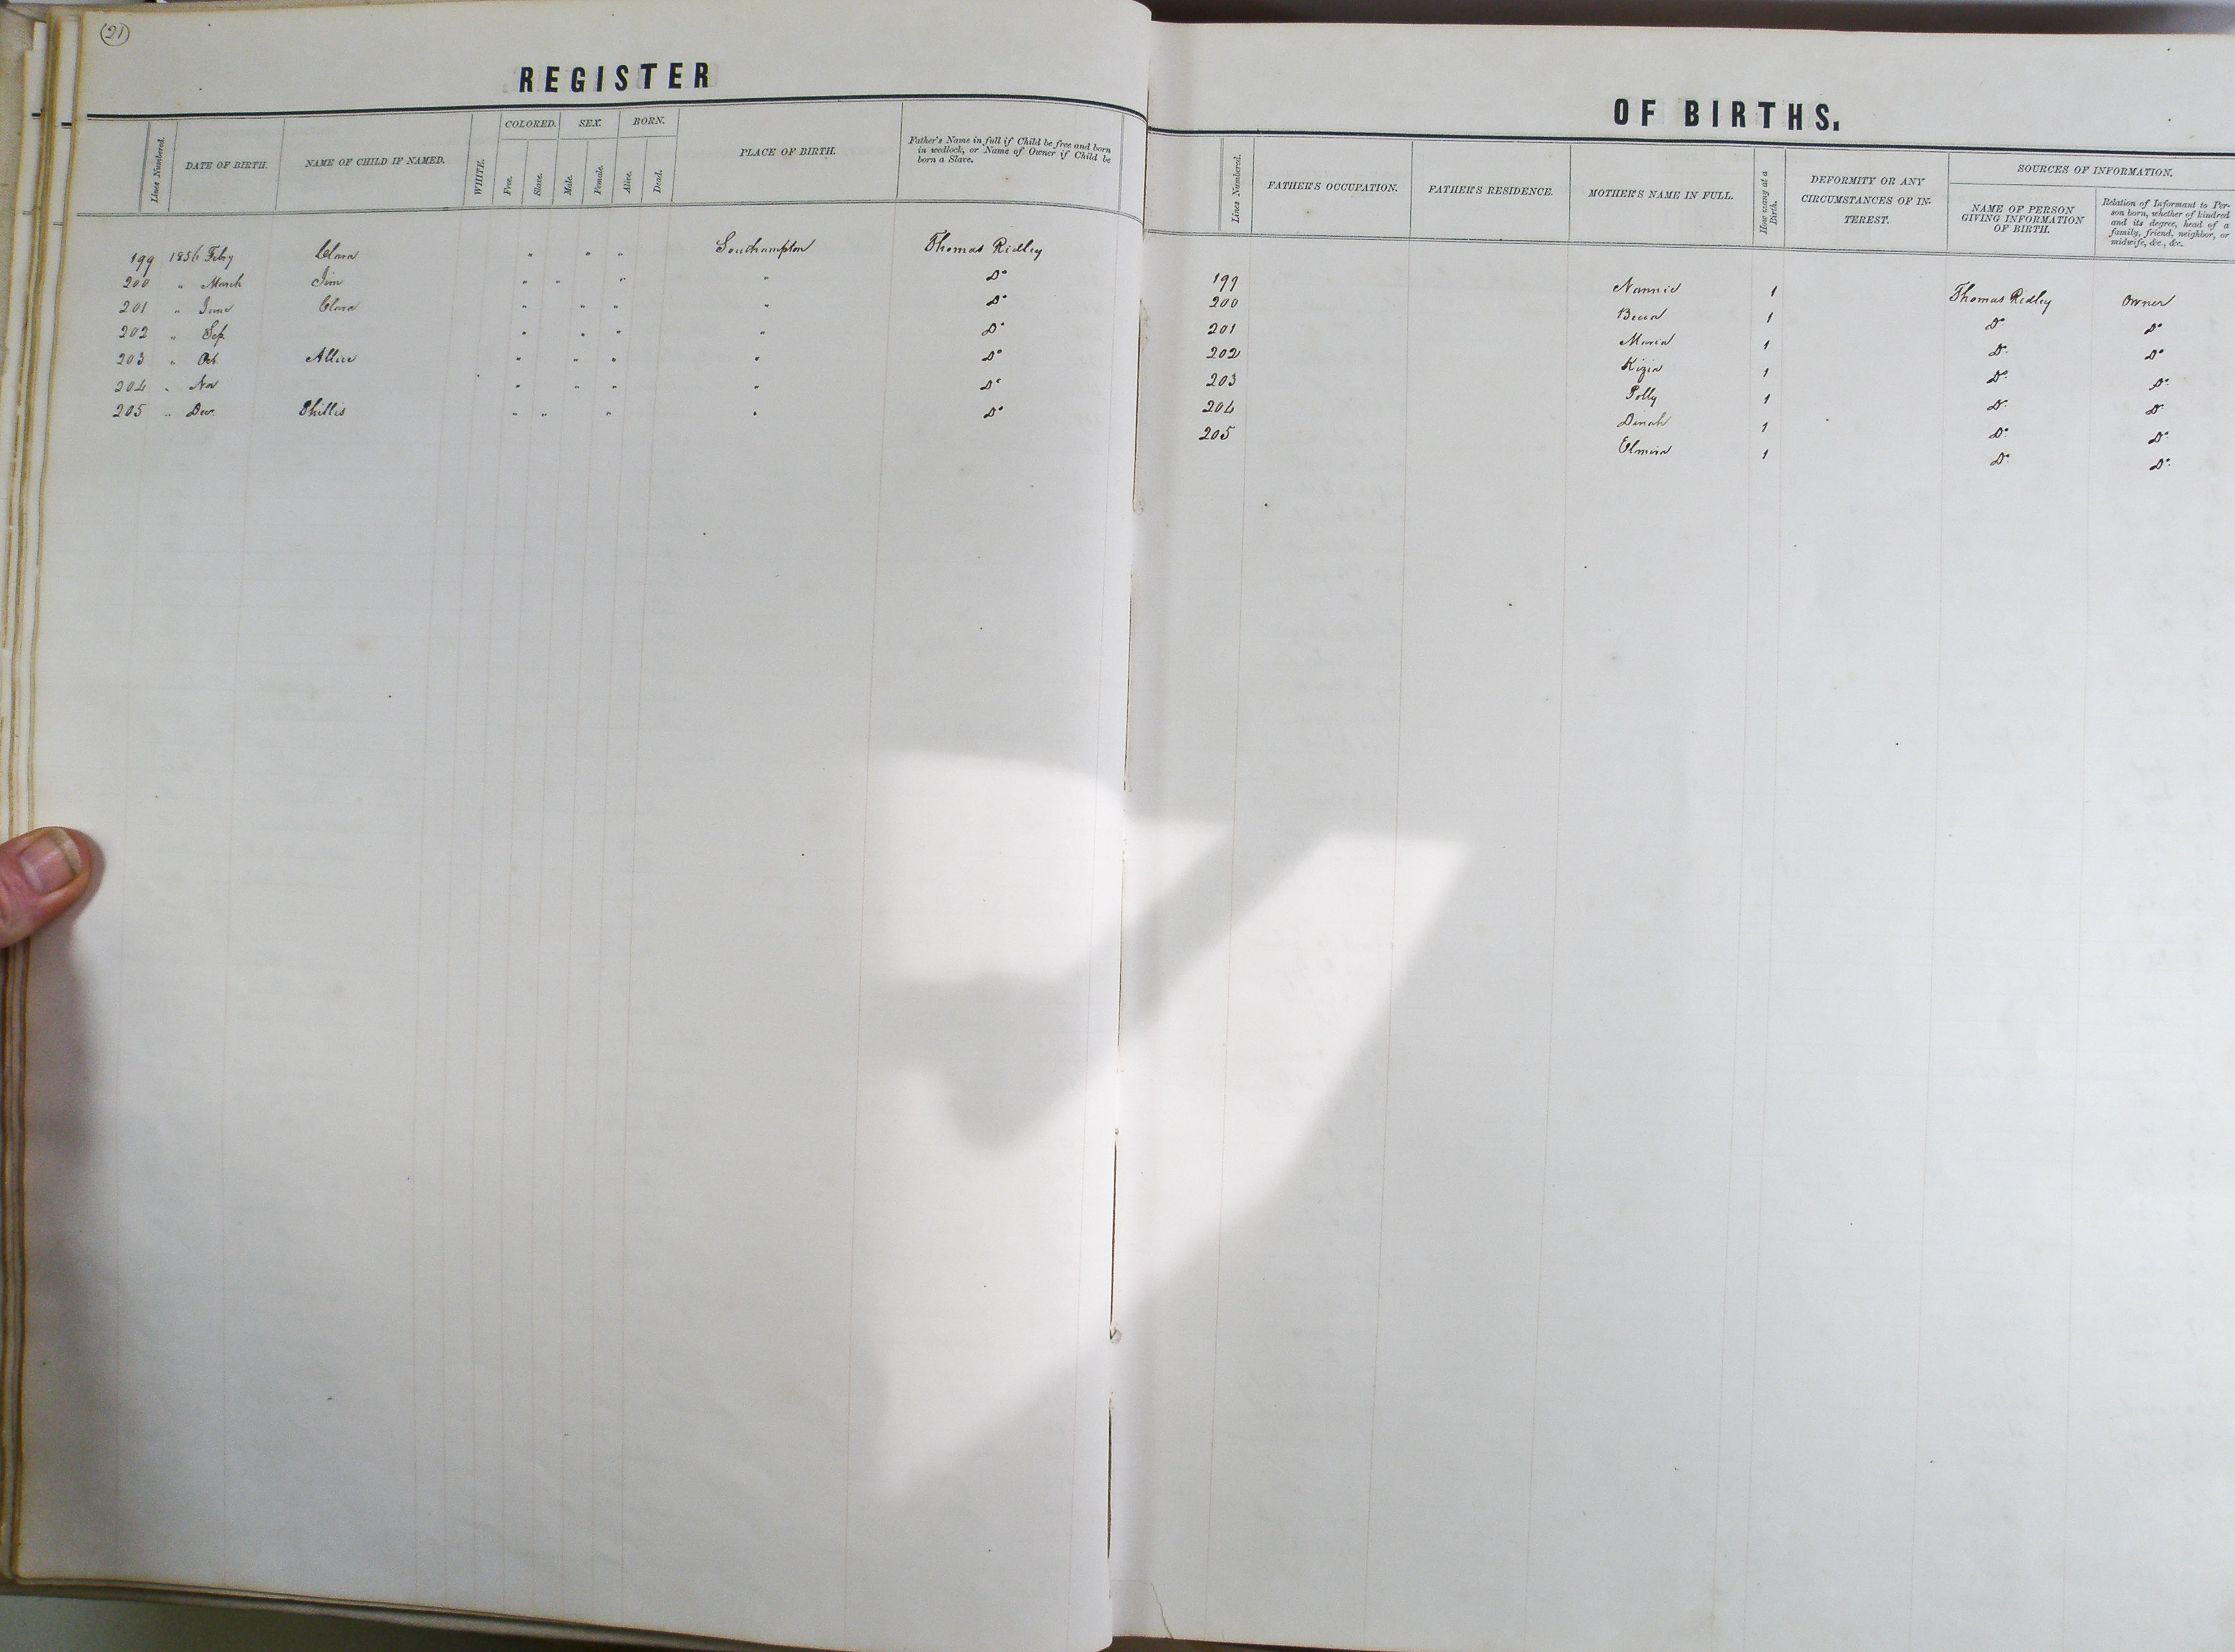 21
REGISTER
Lines Numbered. DATE OF BIRTH. NAME OF CHILD IF NAMED. WHITE. COLORED. Free. Slave. SEX. Male. Female. BORN. Alive. Dead. PLACE OF BIRTH. Father's Name in full if Child be free and born in wedlock, or Name of Owner if Child be born a Slave.
199 1856 Feby Clara " " " Southampton Thomas Ridley
200 " March Jim " " " " Do
201 " June Clara " " " " Do
202 " Sep " " " " Do
203 " Oct Allice " " " " Do
204 " Nov " " " " Do
205 " Dec Phillis " " " " Do
OF BIRTHS.
Lines Numbered. FATHER'S OCCUPATION. FATHER'S RESIDENCE. MOTHER'S NAME IN FULL. How many at a Birth. DEFORMITY OR ANY CIRCUMSTANCES OF INTEREST. SOURCES OF INFORMATION. NAME OF PERSON GIVING INFORMATION OF BIRTH. Relation of Informant to Person born, whether of kindred and its degree, head of a family, friend, neighbor, or midwife, &c., &c.
199 Nannie 1 Thomas Ridley Owner
200 Becca 1 Do Do
201 Maria 1 Do Do
202 Kizia 1 Do Do
203 Polly 1 Do Do
204 Dinah 1 Do Do
205 Elmira 1 Do Do